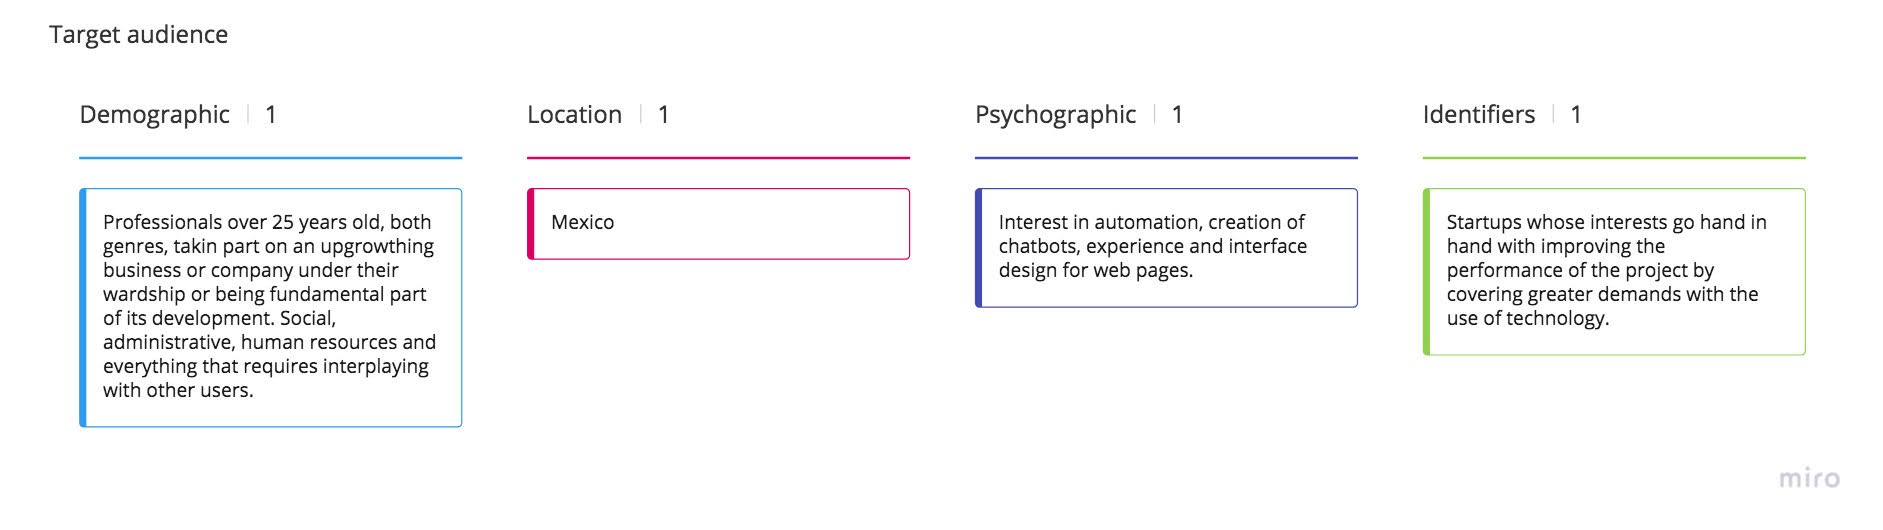 Target audience
Demographic | 1
Location | 1
Psychographic | 1
Identifiers | 1
Professionals over 25 years old, both
genres, takin part on an upgrowthing
business or company under their
wardship or being fundamental part
of its development. Social,
administrative, human resources and
everything that requires interplaying
with other users.
Mexico
Interest in automation, creation of
chatbots, experience and interface
design for web pages.
Startups whose interests go hand in
hand with improving the
performance of the project by
covering greater demands with the
use of technology.
miro